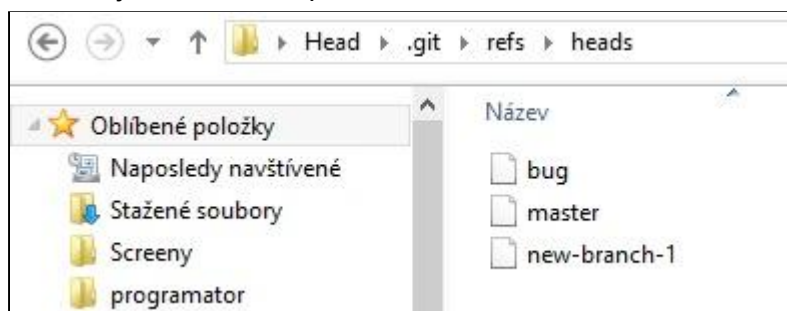 Head .git refs heads
Oblíbené položky
Naposledy navštívené
Stažené soubory
Screeny
programator
Název
bug
master
new-branch-1